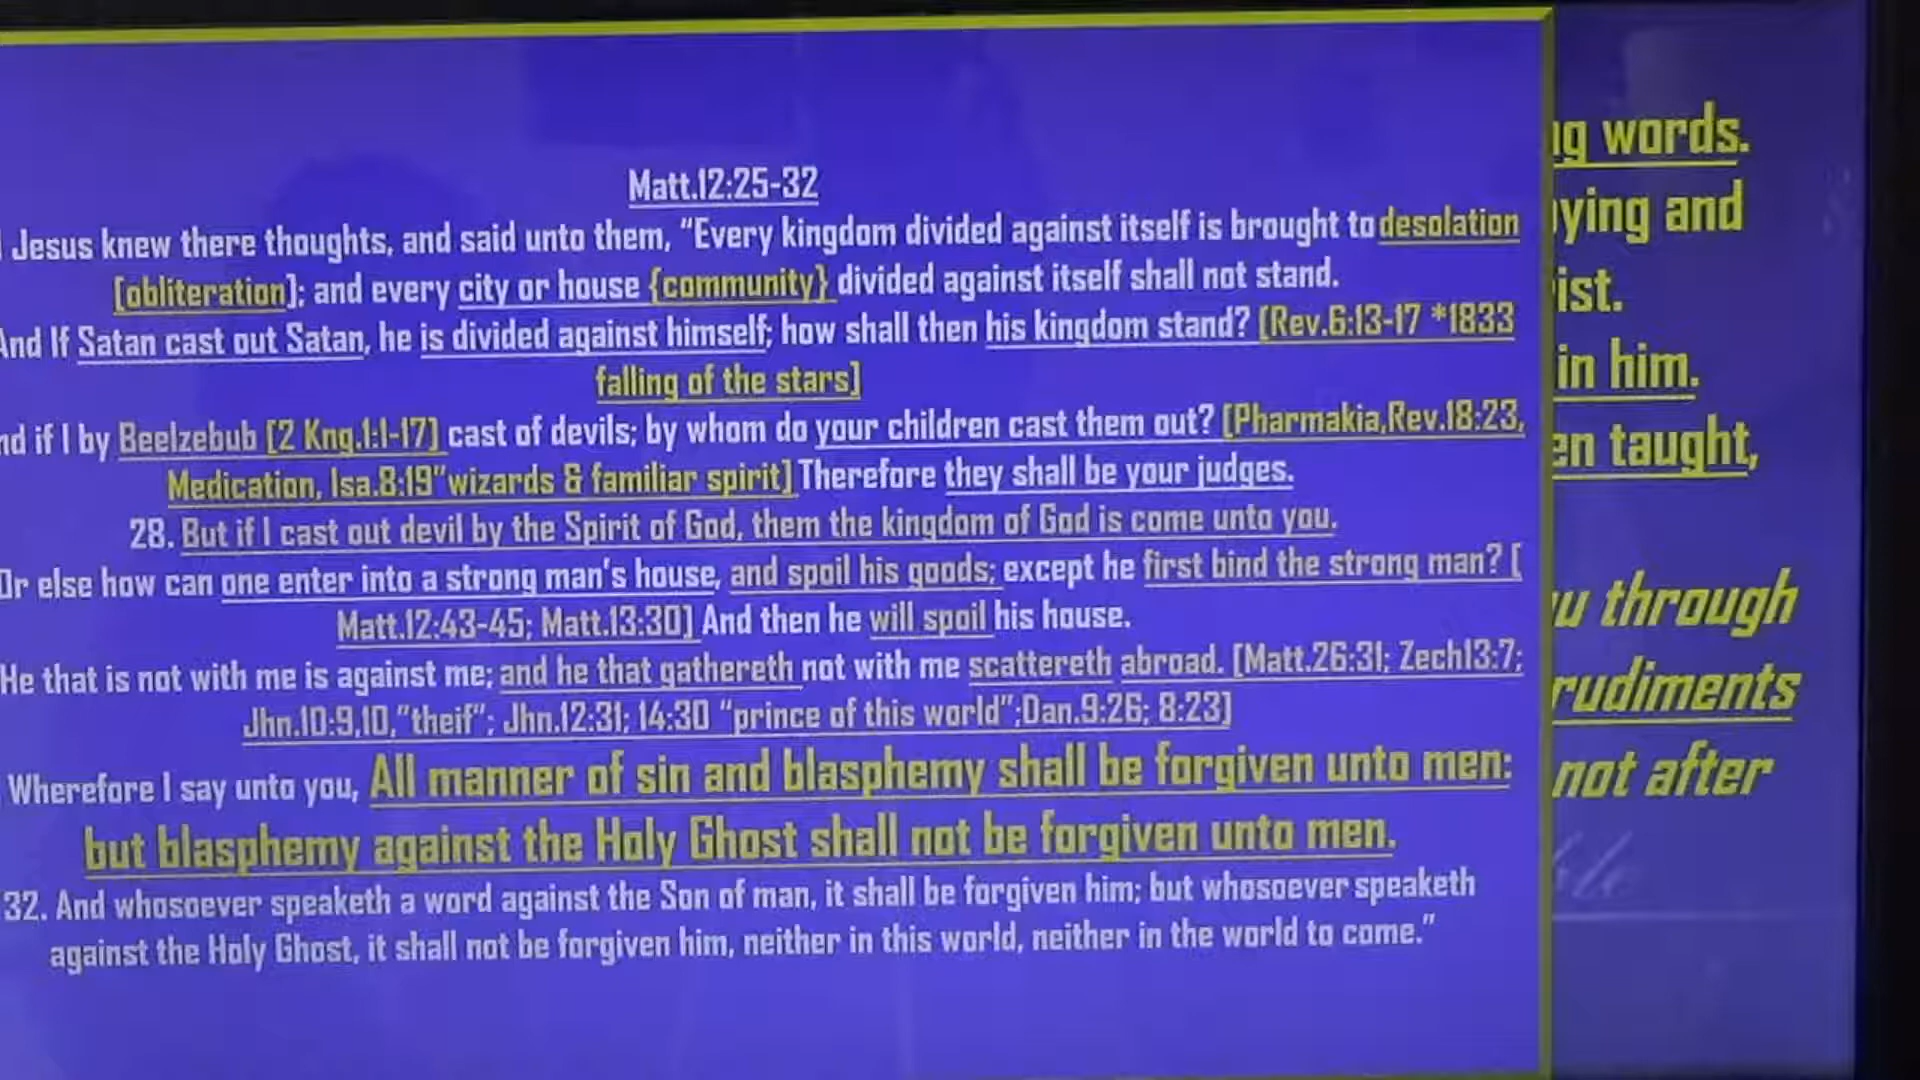 Matt.12:25-32
Jesus knew there thoughts, and said unto them, “Every kingdom divided against itself is brought to desolation
[obliteration]; and every city or house {community} divided against itself shall not stand.
And If Satan cast out Satan, he is divided against himself; how shall then his kingdom stand? [Rev.6:13-17 *1833
falling of the stars]
nd if I by Beelzebub [2 Kng.1:1-17] cast of devils; by whom do your children cast them out? [Pharmakia,Rev.18:23,
Medication, Isa.8:19"wizards & familiar spirit] Therefore they shall be your judges.
28. But if I cast out devil by the Spirit of God, them the kingdom of God is come unto you.
Or else how can one enter into a strong man's house, and spoil his goods; except he first bind the strong man? [
Matt.12:43-45; Matt.13:30] And then he will spoil his house.
He that is not with me is against me; and he that gathereth not with me scattereth abroad. [Matt.26:31; Zech13:7;
Jhn.10:9,10,"theif"; Jhn.12:31; 14:30 “prince of this world”;Dan.9:26; 8:23]
Wherefore I say unto you, All manner of sin and blasphemy shall be forgiven unto men:
but blasphemy against the Holy Ghost shall not be forgiven unto men.
32. And whosoever speaketh a word against the Son of man, it shall be forgiven him; but whosoever speaketh
against the Holy Ghost, it shall not be forgiven him, neither in this world, neither in the world to come.”
ng words.
ying and
ist.
in him.
en taught,
u through
rudiments
not after